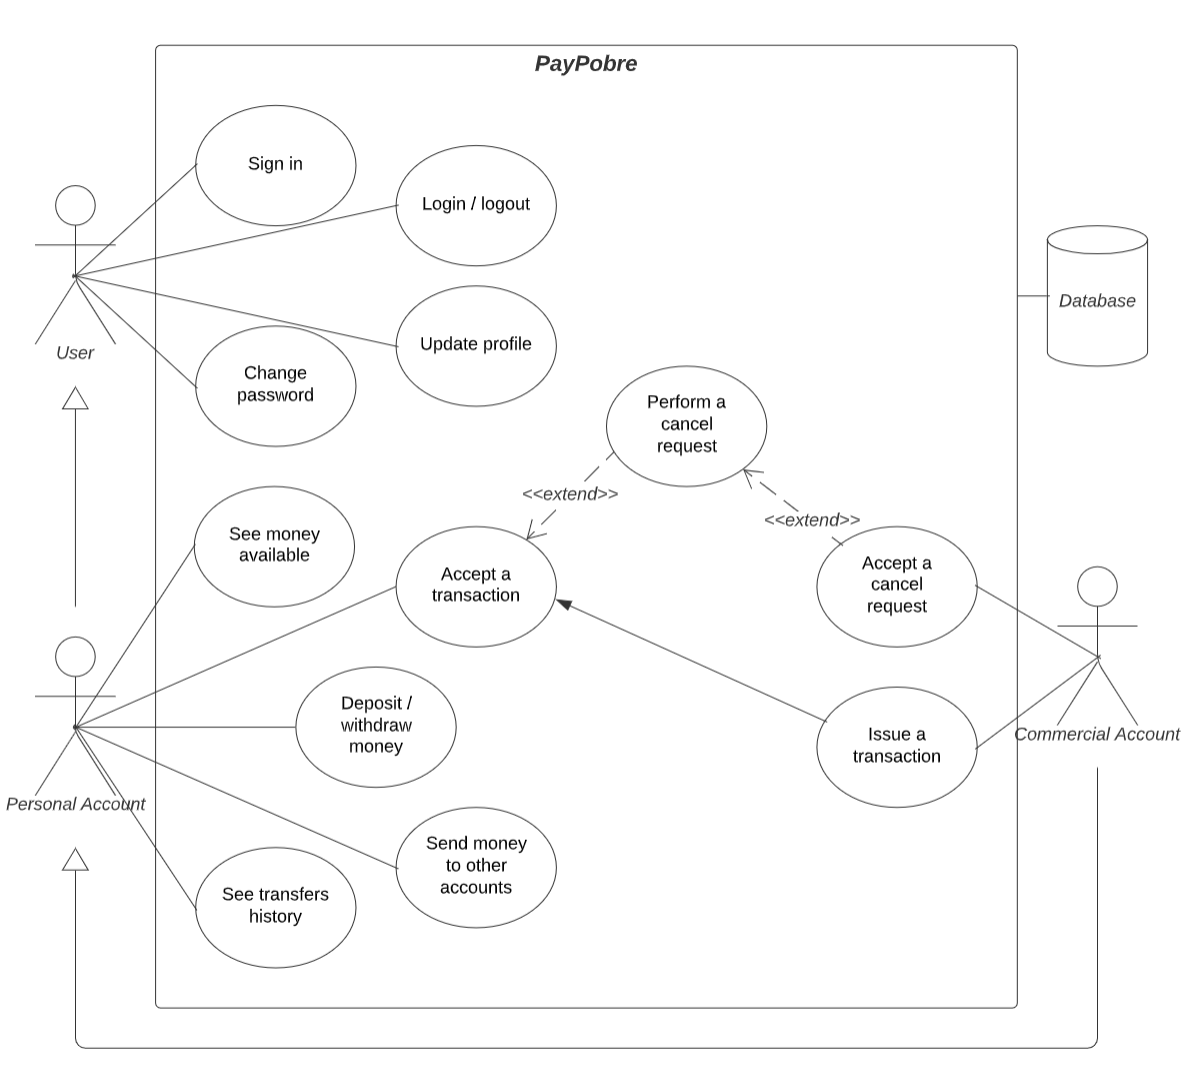 PayPobre
Sign in
Login / logout
User
Database
Update profile
Change
password
Perform a
cancel
request
<<extend>>
<<extend>>
See money
available
Accept a
transaction
Accept a
cancel
request
Deposit /
withdraw
money
Issue a
transaction
Commercial Account
Personal Account
Send money
to other
accounts
See transfers
history